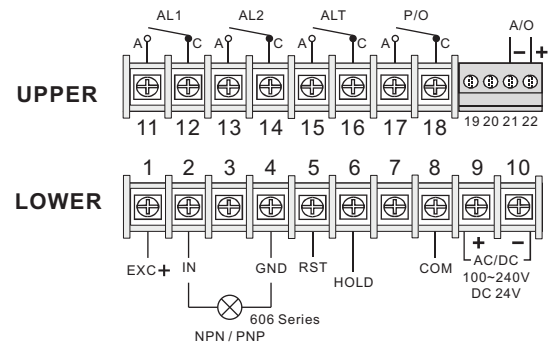 AL1 AL2 ALT P/O A/O
A C A C A C A C − +
UPPER
11 12 13 14 15 16 17 18 19 20 21 22
1 2 3 4 5 6 7 8 9 10
LOWER
+ −
EXC+ IN GND RST HOLD COM AC/DC
100~240V
DC 24V
606 Series
NPN / PNP